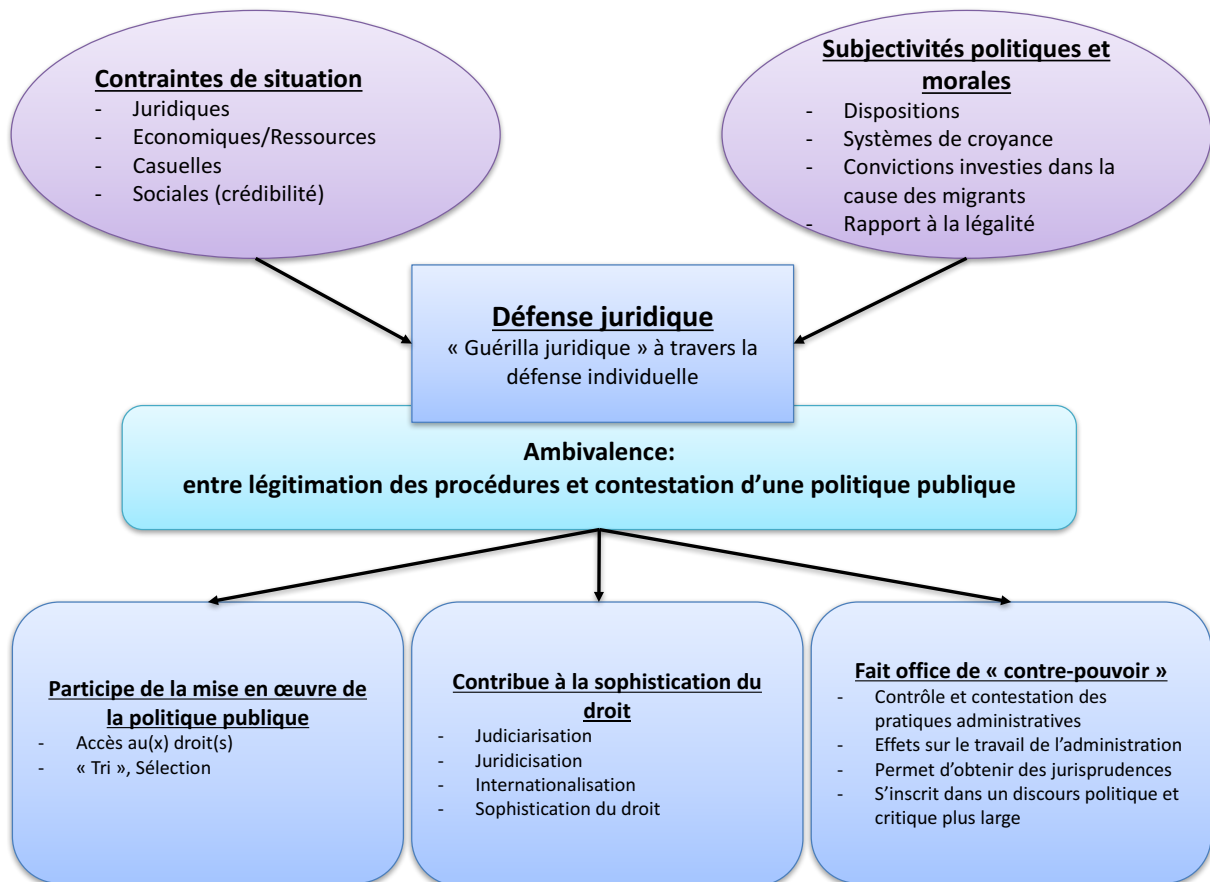 Contraintes de situation
- Juridiques
- Economiques/Ressources
- Casuelles
- Sociales (crédibilité)
Subjectivités politiques et
morales
- Dispositions
- Systèmes de croyance
- Convictions investies dans la
cause des migrants
- Rapport à la légalité
Défense juridique
« Guérilla juridique » à travers la
défense individuelle
Ambivalence:
entre légitimation des procédures et contestation d’une politique publique
Participe de la mise en œuvre de
la politique publique
- Accès au(x) droit(s)
- « Tri », Sélection
Contribue à la sophistication du
droit
- Judiciarisation
- Juridicisation
- Internationalisation
- Sophistication du droit
Fait office de « contre-pouvoir »
- Contrôle et contestation des
pratiques administratives
- Effets sur le travail de l’administration
- Permet d’obtenir des jurisprudences
- S’inscrit dans un discours politique et
critique plus large